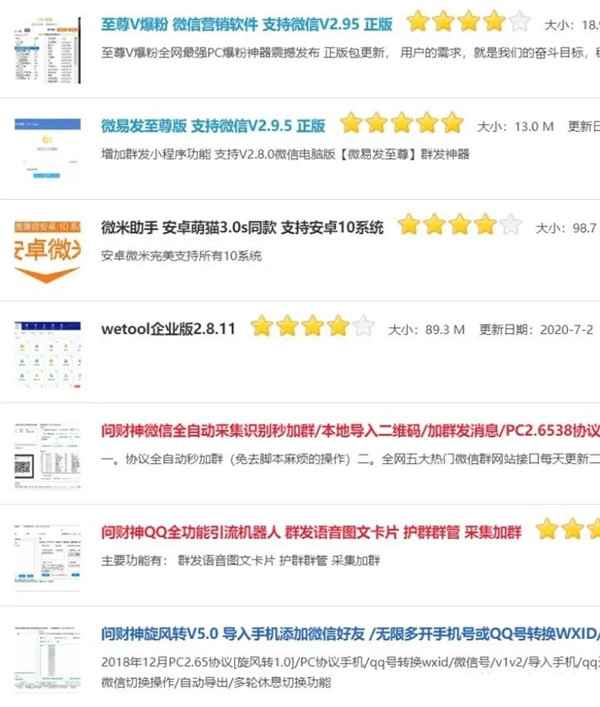 至尊V爆粉 微信营销软件 支持微信V2.95 正版 大小：18.9
至尊V爆粉全网最强PC爆粉神器震撼发布 正版包更新， 用户的需求，就是我们的奋斗目标，
微易发至尊版 支持微信V2.9.5 正版 大小：13.0 M 更新日
增加群发小程序功能 支持V2.8.0微信电脑版【微易发至尊】群发神器
微米助手 安卓萌猫3.0s同款 支持安卓10系统 大小：98.7
安卓微米完美支持所有10系统
wetool企业版2.8.11 大小：89.3 M 更新日期：2020-7-2
问财神微信全自动采集识别秒加群/本地导入二维码/加群发消息/PC2.6538协议
一。协议全自动秒加群（免去脚本麻烦的操作）二。全网五大热门微信群网站接口每天更新二
问财神QQ全功能引流机器人 群发语音图文卡片 护群群管 采集加群
主要功能有： 群发语音图文卡片 护群群管 采集加群
问财神旋风转V5.0 导入手机添加微信好友 /无限多开手机号或QQ号转换WXID/
2018年12月PC2.65协议[旋风转1.0]/PC协议手机/qq号转换wxid/微信号/v1v2/导入手机/qq
微信切换操作/自动导出/多轮休息切换功能